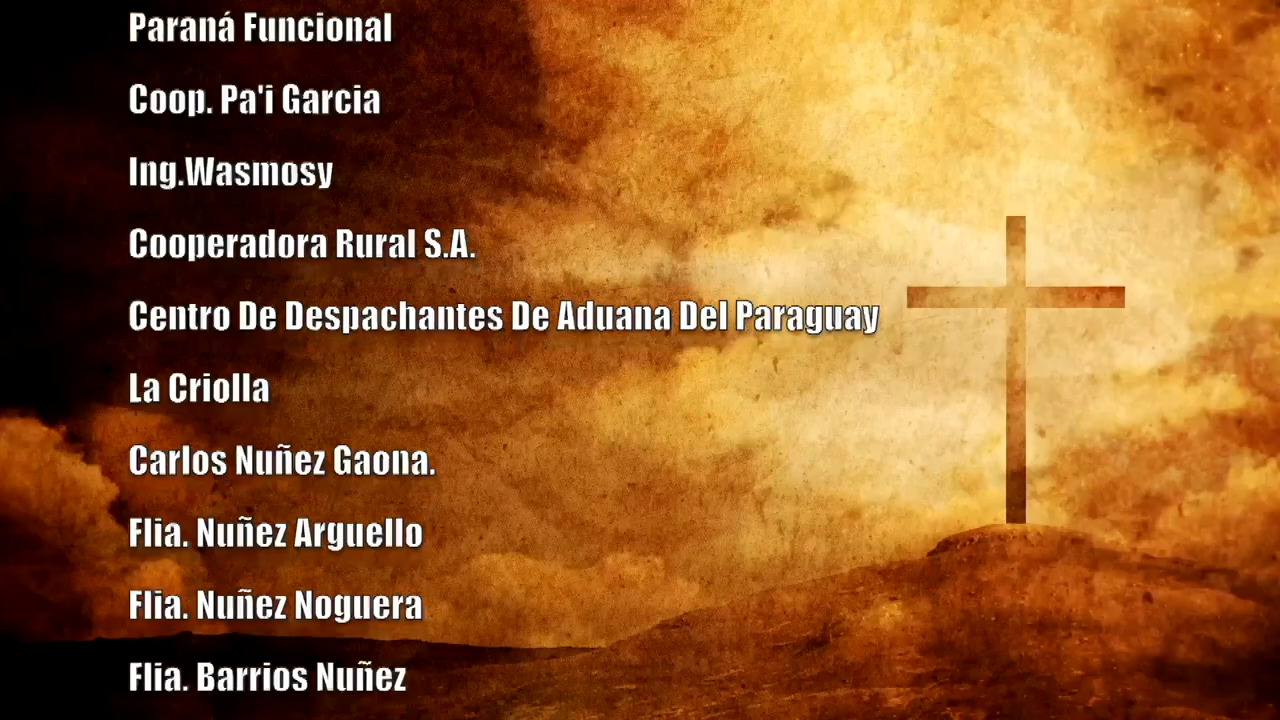 Paraná Funcional
Coop. Pa'i Garcia
Ing.Wasmosy
Cooperadora Rural S.A.
Centro De Despachantes De Aduana Del Paraguay
La Criolla
Carlos Nuñez Gaona.
Flia. Nuñez Arguello
Flia. Nuñez Noguera
Flia. Barrios Nuñez